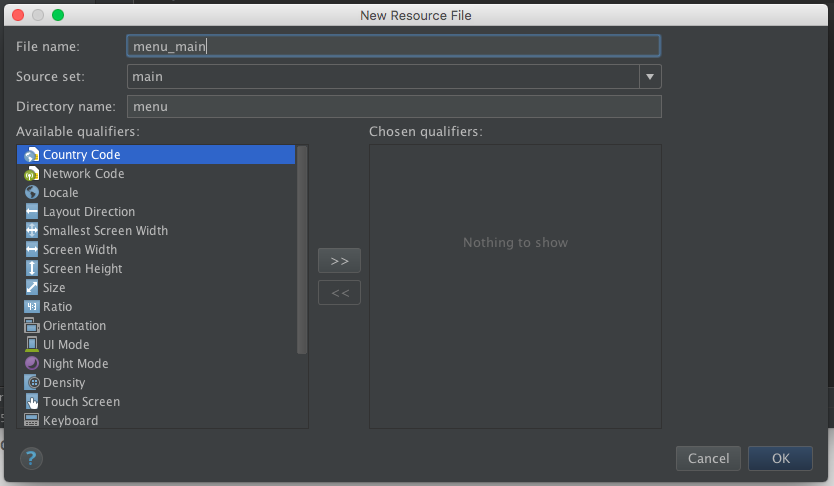 New Resource File
File name: menu_main
Source set: main
Directory name: menu
Available qualifiers: Chosen qualifiers:
Country Code
Network Code
Locale
Layout Direction
Smallest Screen Width
Screen Width
Nothing to show
Screen Height
>>
Size
<<
Ratio
Orientation
UI Mode
Night Mode
Density
Touch Screen
Keyboard
? Cancel OK